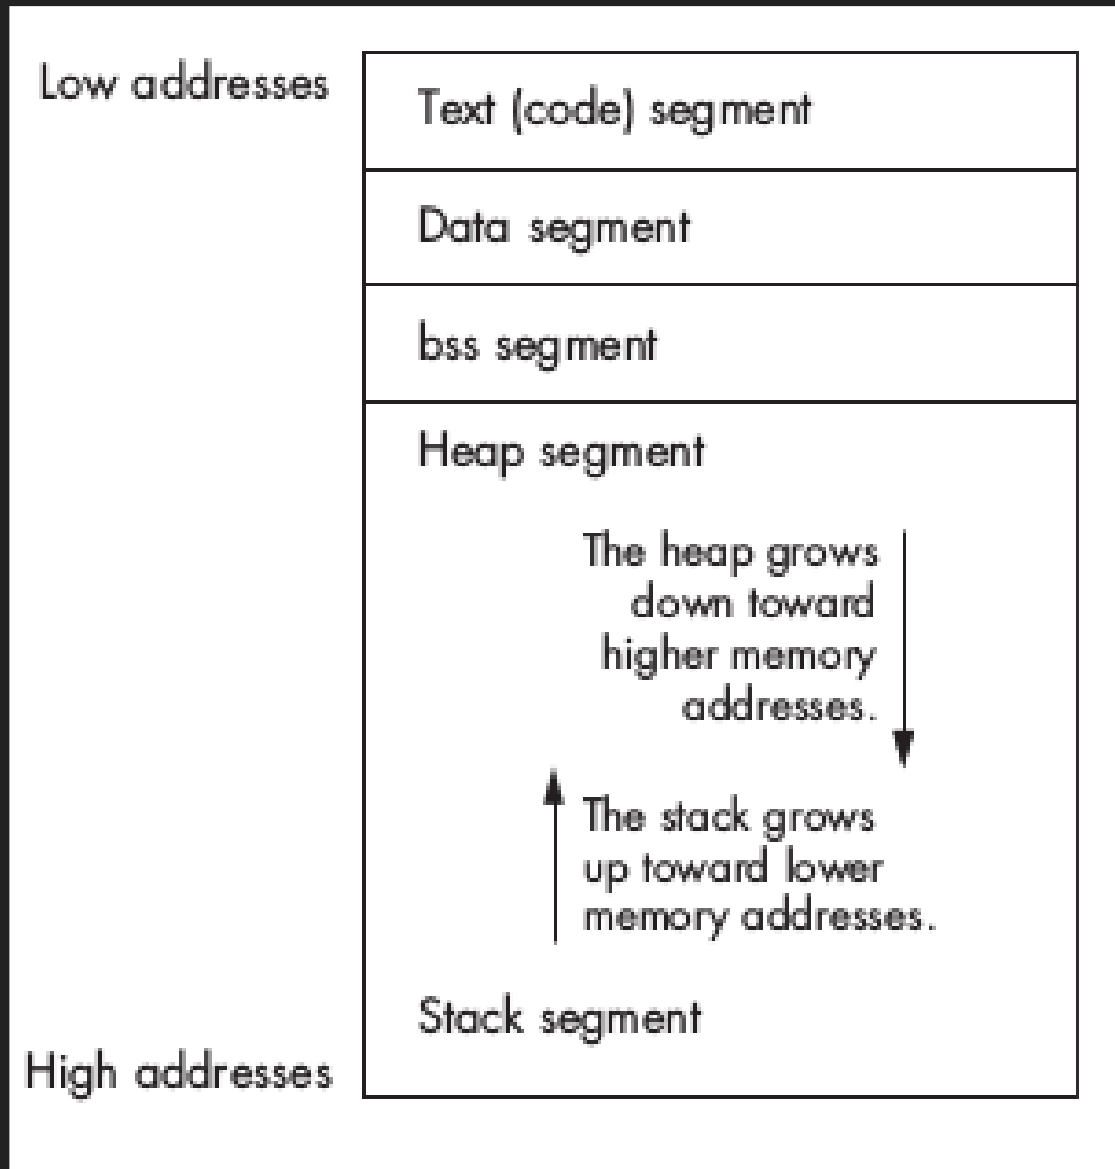 Low addresses
Text (code) segment
Data segment
bss segment
Heap segment
The heap grows
down toward
higher memory
addresses.
The stack grows
up toward lower
memory addresses.
Stack segment
High addresses